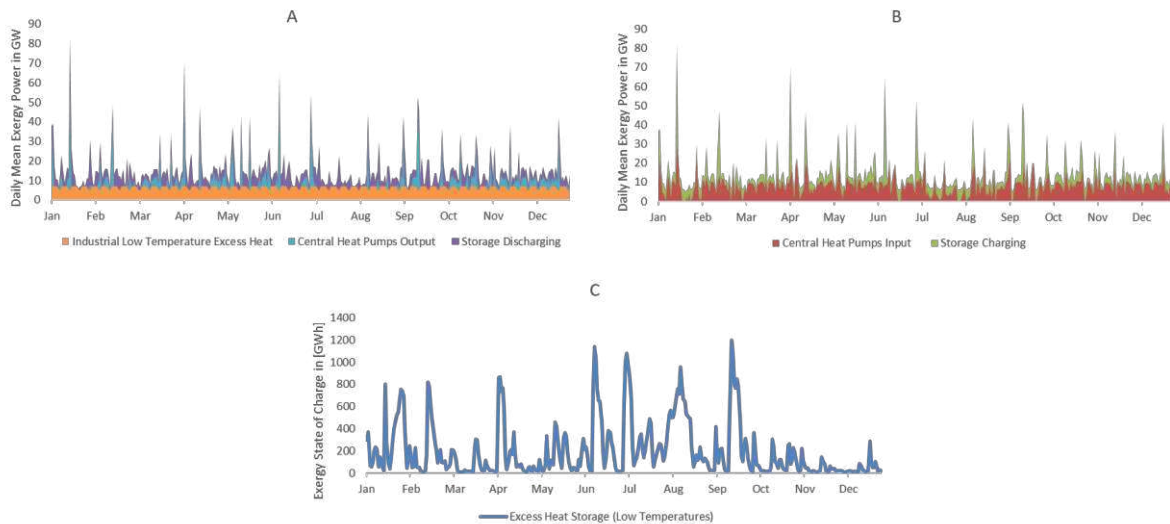 A
Daily Mean Exergy Power in GW
90
80
70
60
50
40
30
20
10
0
Jan Feb Mar Apr May Jun Jul Aug Sep Oct Nov Dec
Industrial Low Temperature Excess Heat Central Heat Pumps Output Storage Discharging
B
Daily Mean Exergy Power in GW
90
80
70
60
50
40
30
20
10
0
Jan Feb Mar Apr May Jun Jul Aug Sep Oct Nov Dec
Central Heat Pumps Input Storage Charging
C
Exergy State of Charge in [GWh]
1400
1200
1000
800
600
400
200
0
Jan Feb Mar Apr May Jun Jul Aug Sep Oct Nov Dec
Excess Heat Storage (Low Temperatures)